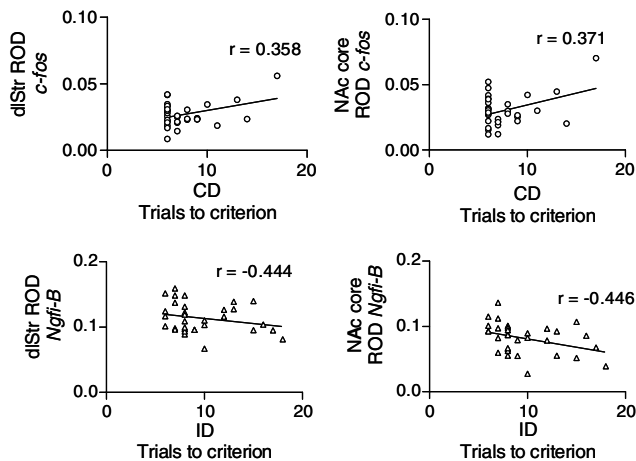 dlStr ROD
c-fos
0.10
0.05
0.00
r = 0.358
0
10
20
CD
Trials to criterion
NAc core
ROD c-fos
0.10
0.05
0.00
r = 0.371
0
10
20
CD
Trials to criterion
dlStr ROD
Ngfi-B
0.2
0.1
0.0
r = -0.444
0
10
20
ID
Trials to criterion
NAc core
ROD Ngfi-B
0.2
0.1
0.0
r = -0.446
0
10
20
ID
Trials to criterion